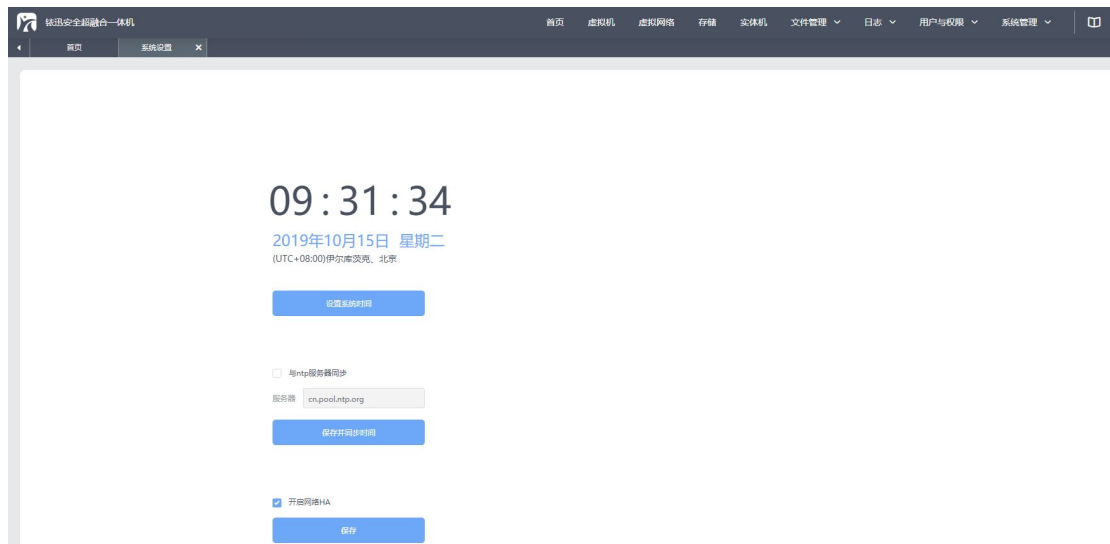 铱迅安全超融合一体机
首页 虚拟机 虚拟网络 存储 实体机 文件管理 日志 用户与权限 系统管理
首页 系统设置
09:31:34
2019年10月15日 星期二
(UTC+08:00)伊尔库茨克、北京
设置系统时间
与ntp服务器同步
服务器 cn.pool.ntp.org
保存并同步时间
开启网络HA
保存